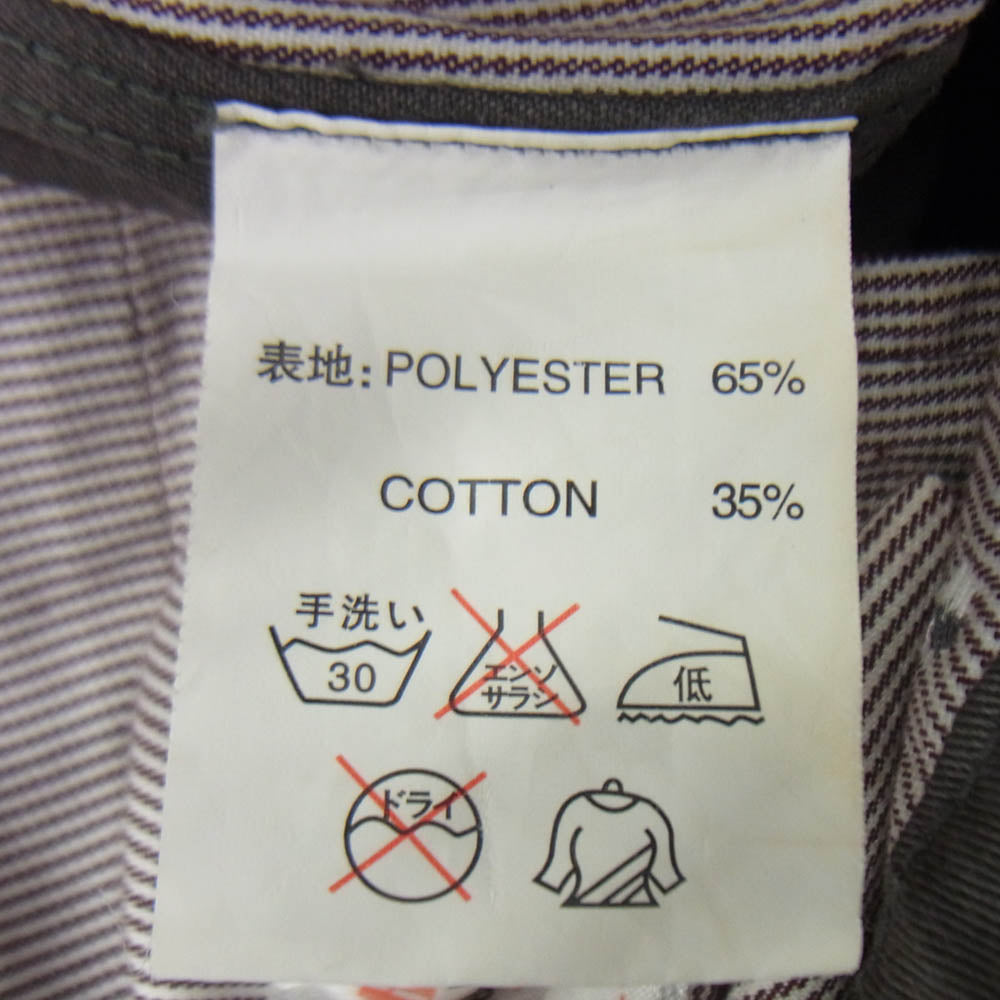 表地: POLYESTER 65%
COTTON 35%
手洗い
30
エンソ
サラシ
低
ドライ